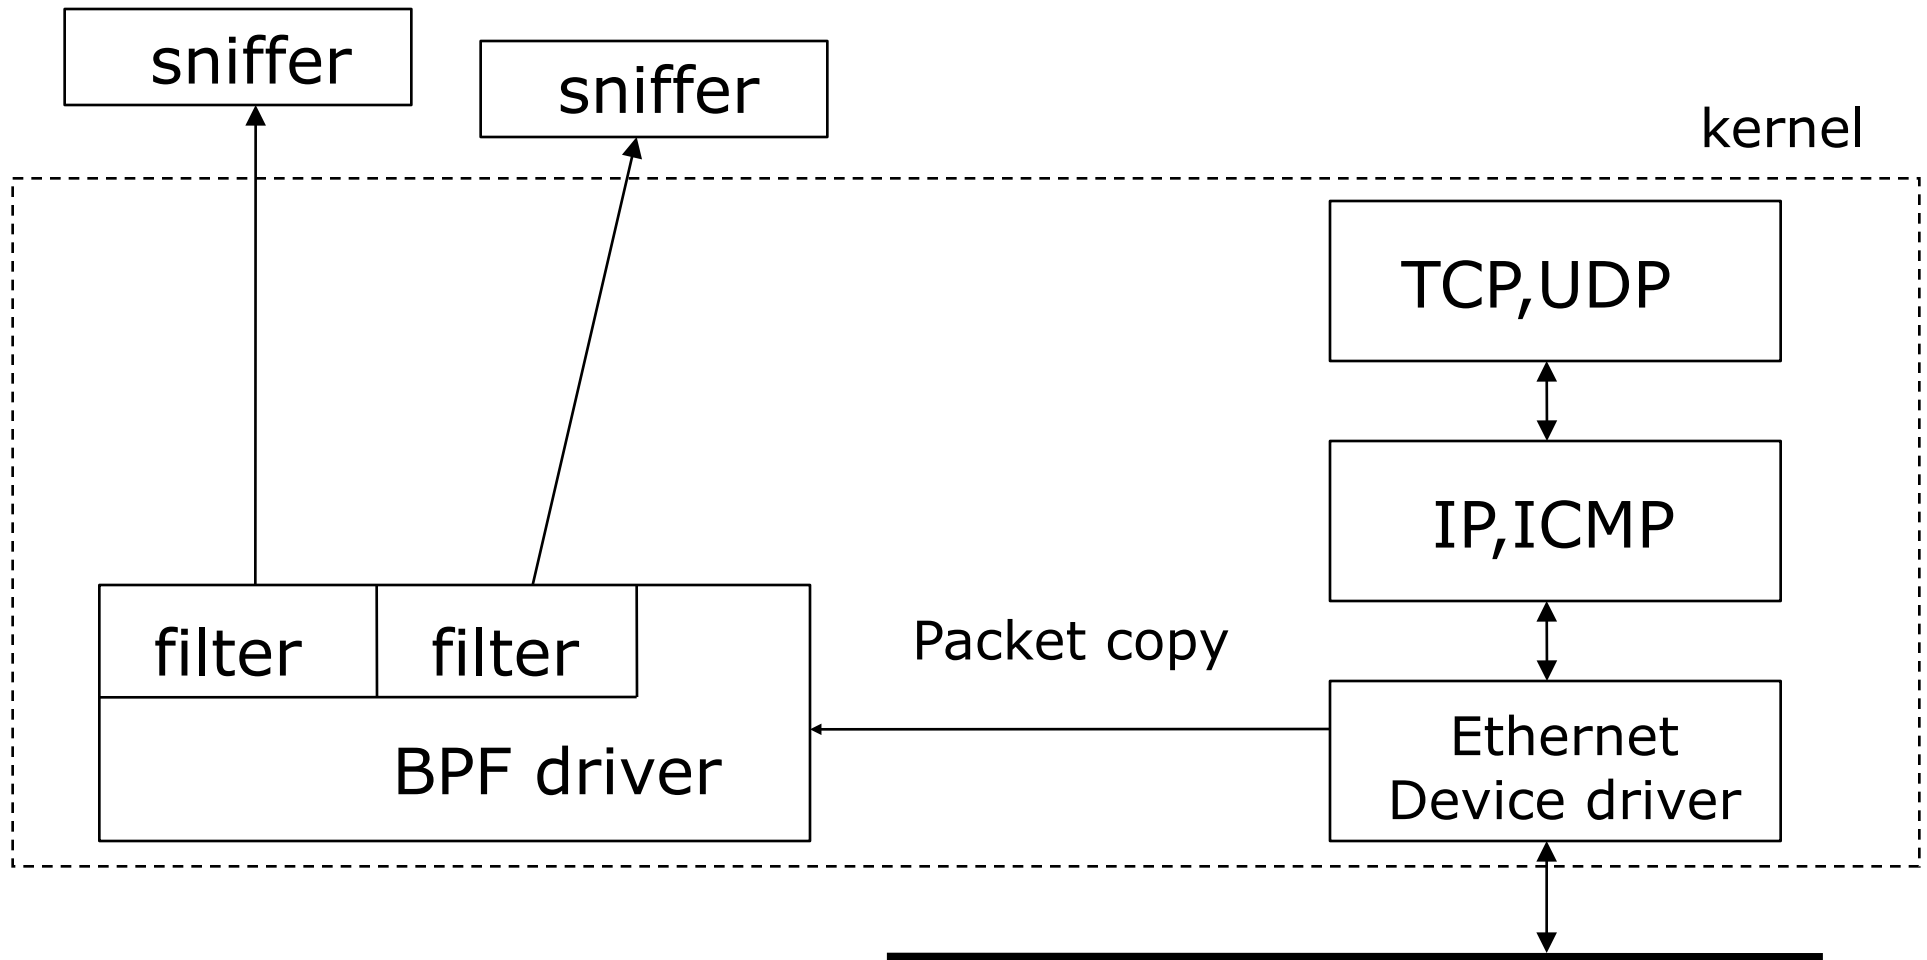 sniffer
sniffer
kernel
TCP,UDP
IP,ICMP
filter
filter
Packet copy
BPF driver
Ethernet
Device driver